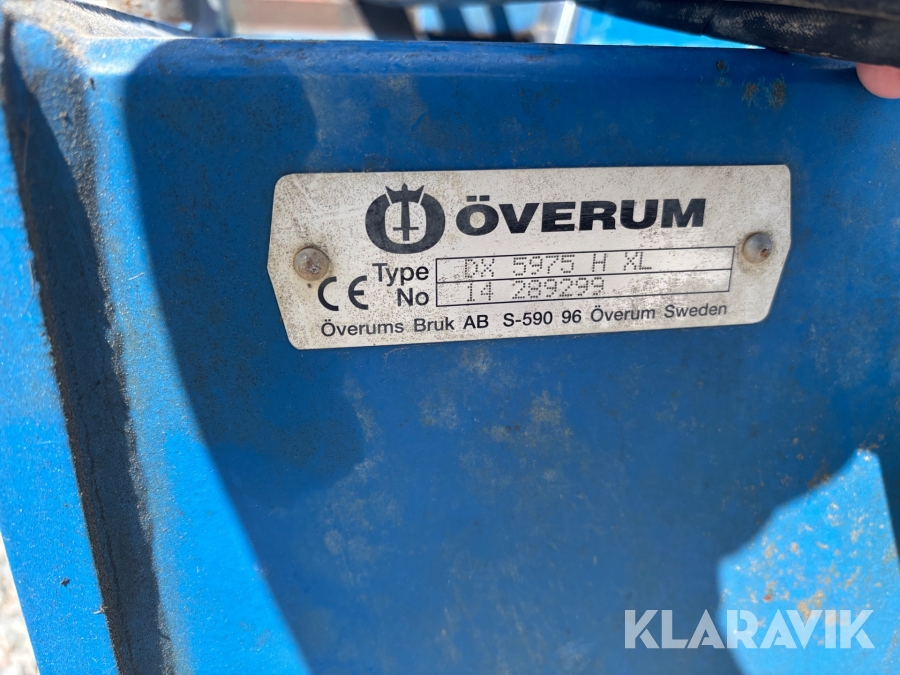 ÖVERUM
Type DX 5975 H XL
CE No 14 289299
Överums Bruk AB S-590 96 Överum Sweden
KLARAVIK